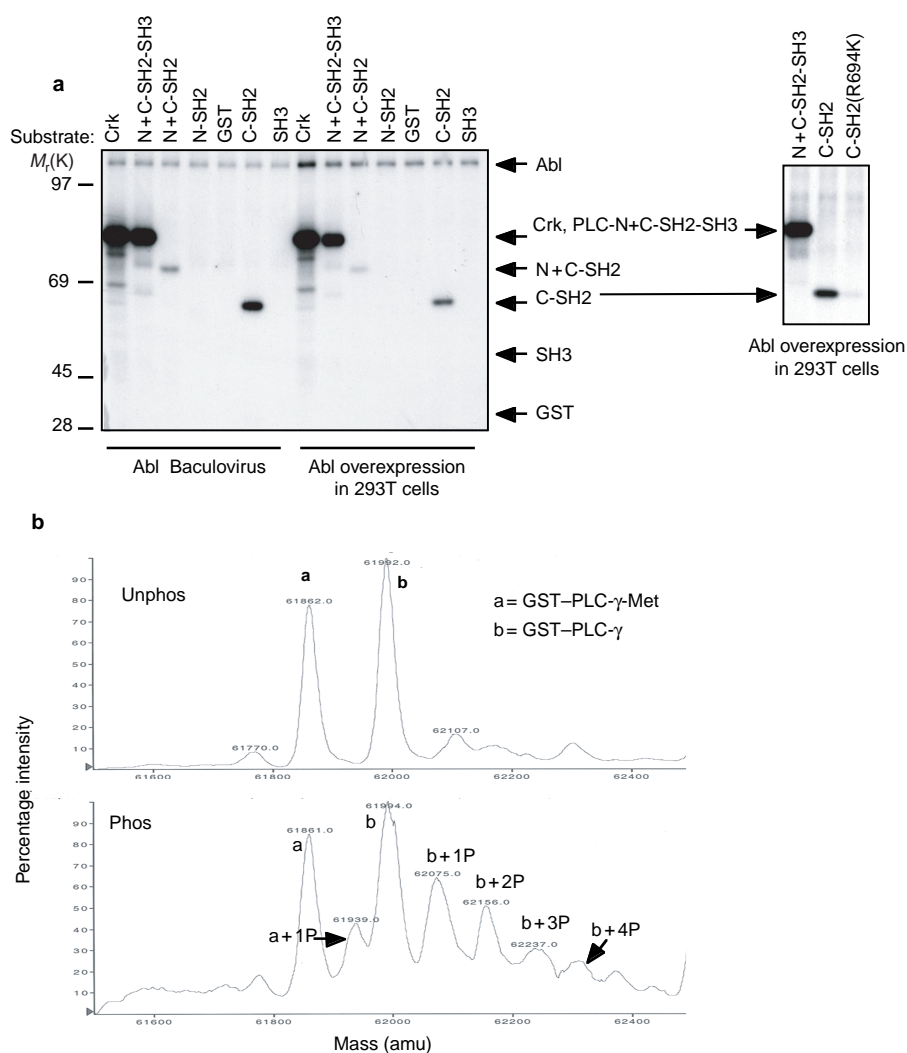 a
Substrate:
Crk
N+C-SH2-SH3
N+C-SH2
N-SH2
GST
C-SH2
SH3
Crk
N+C-SH2-SH3
N+C-SH2
N-SH2
GST
C-SH2
SH3
N+C-SH2-SH3
C-SH2
C-SH2(R694K)
Mr(K)
97
69
45
28
Abl
Crk, PLC-N+C-SH2-SH3
N+C-SH2
C-SH2
SH3
GST
Abl Baculovirus
Abl overexpression
in 293T cells
Abl overexpression
in 293T cells
b
Percentage intensity
Unphos
a
61862.0
61992.0
b
a = GST–PLC-γ-Met
b = GST–PLC-γ
61770.0
62107.0
90
80
70
60
50
40
30
20
10
61600
61800
62000
62200
62400
Phos
61861.0
a
61994.0
b
b+1P
62075.0
b+2P
62156.0
b+3P
62237.0
b+4P
a+1P
61939.0
90
80
70
60
50
40
30
20
10
61600
61800
62000
62200
62400
Mass (amu)